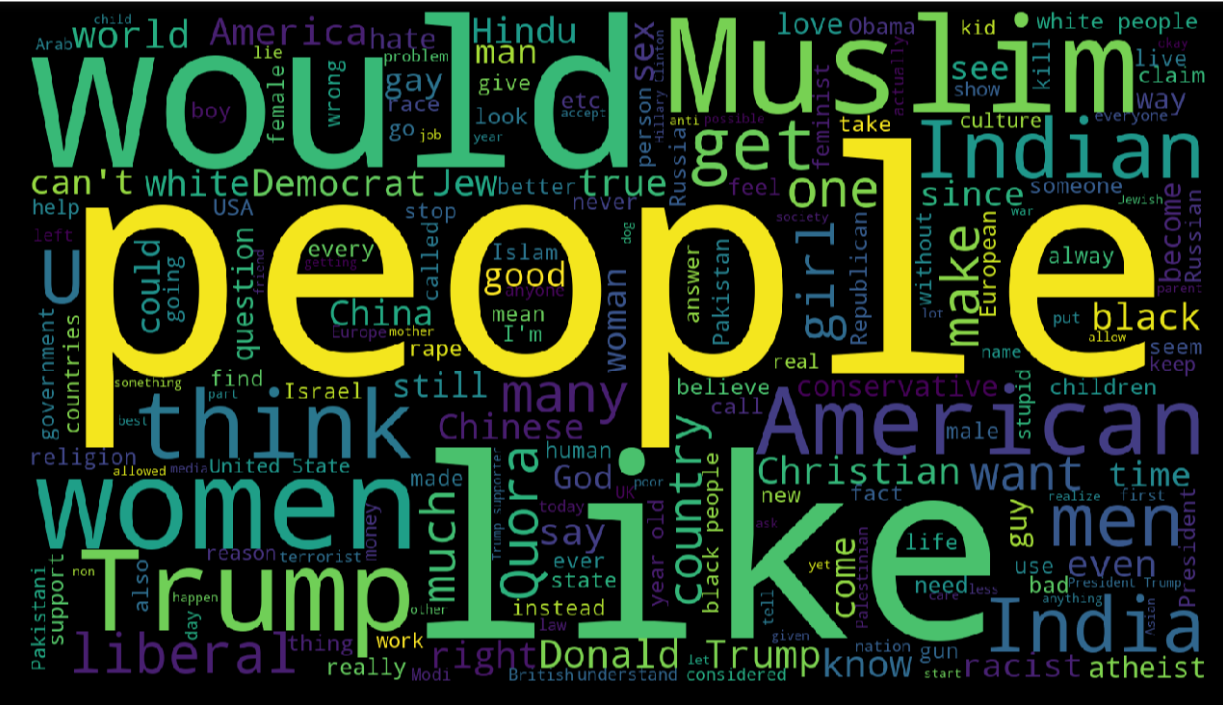 Arab
child
world
America
hate
lie
problem
Hindu
man
sex
Hillary Clinton
love
Obama
kid
white people
okay
would
Muslim
boy
female
wrong
gay
race
go
job
give
look
year
etc
accept
person
anti
possible
Russia
feminist
actually
see
show
kill
live
claim
way
everyone
take
culture
get
Indian
can't
white
Democrat
Jew
better
true
never
feel
one
since
someone
Jewish
help
USA
stop
left
dog
society
war
people
U
could
going
question
friend
every
getting
called
Islam
good
anyone
mean
I'm
China
Europe
mother
rape
woman
answer
Pakistan
girl
Republican
without
lot
make
European
alway
become
Russian
parent
put
black
allow
government
countries
something
find
part
Israel
still
real
name
seem
keep
best
think
many
Chinese
believe
call
conservative
American
male
stupid
children
religion
allowed
media
United State
made
human
God
UK
poor
country
black people
Christian
want
time
women
much
Quora
Trump supporter
like
today
say
year old
new
fact
ask
realize
first
guy
men
President
reason
terrorist
money
ever
state
life
use
even
Pakistani
support
non
Trump
also
happen
day
other
instead
law
yet
come
Palestinian
need
care
less
bad
President Trump
anything
Asian
tell
given
India
liberal
thing
work
really
right
Modi
Donald Trump
British
understand
let
considered
know
nation
gun
start
racist
atheist